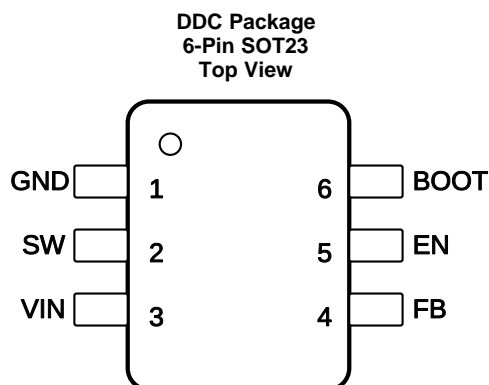 DDC Package
6-Pin SOT23
Top View
GND 1 6 BOOT
SW 2 5 EN
VIN 3 4 FB